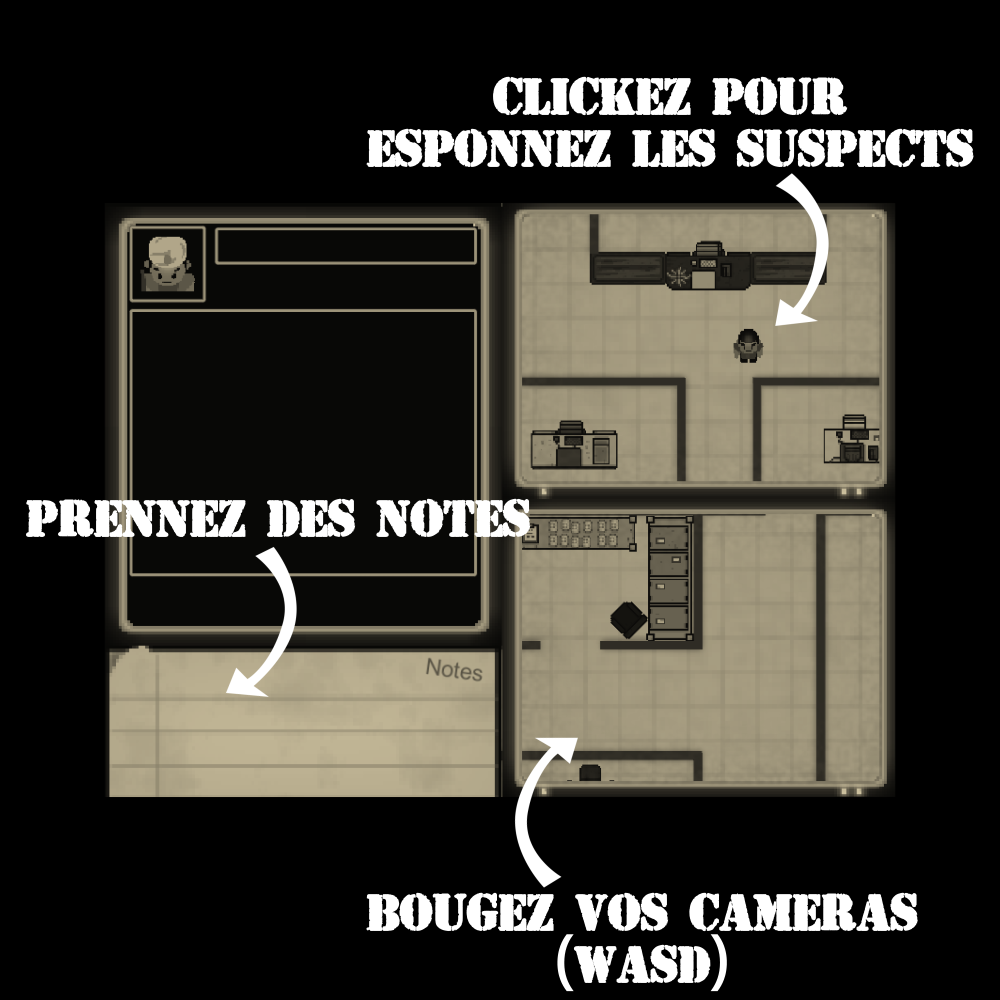 CLICKEZ POUR
ESPONNEZ LES SUSPECTS
PRENNEZ DES NOTES
Notes
BOUGEZ VOS CAMERAS
(WASD)